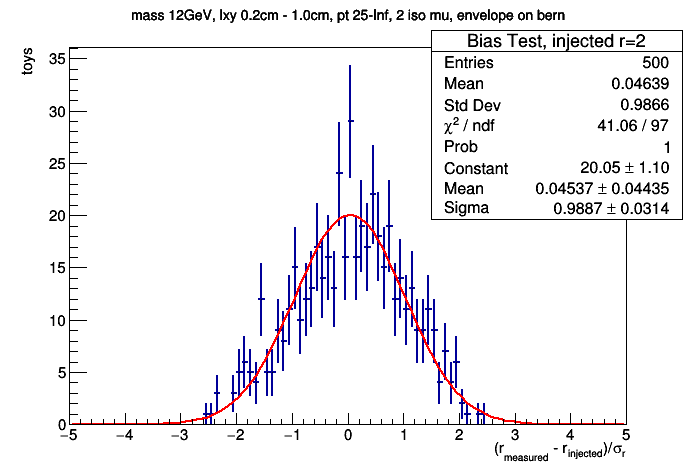 mass 12GeV, lxy 0.2cm - 1.0cm, pt 25-Inf, 2 iso mu, envelope on bern
Bias Test, injected r=2
Entries 500
Mean 0.04639
Std Dev 0.9866
χ² / ndf 41.06 / 97
Prob 1
Constant 20.05 ± 1.10
Mean 0.04537 ± 0.04435
Sigma 0.9887 ± 0.0314
toys
35
30
25
20
15
10
5
0
−5 −4 −3 −2 −1 0 1 2 3 4 5
(r_measured - r_injected)/σ_r